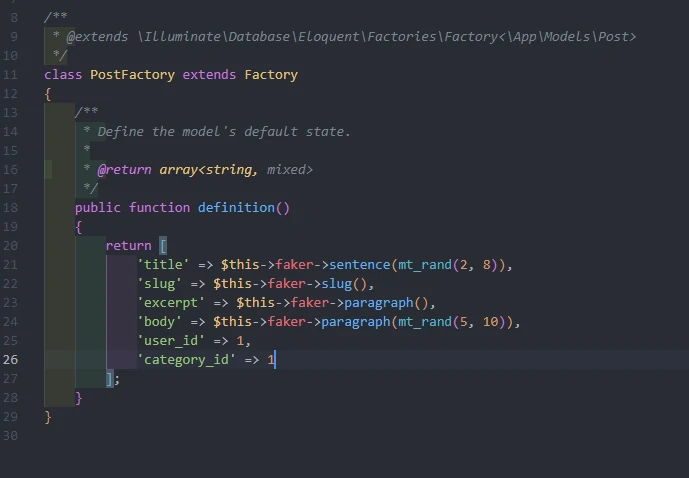 8 /**
9  * @extends \Illuminate\Database\Eloquent\Factories\Factory<\App\Models\Post>
10  */
11 class PostFactory extends Factory
12 {
13     /**
14      * Define the model's default state.
15      *
16      * @return array<string, mixed>
17      */
18     public function definition()
19     {
20         return [
21             'title' => $this->faker->sentence(mt_rand(2, 8)),
22             'slug' => $this->faker->slug(),
23             'excerpt' => $this->faker->paragraph(),
24             'body' => $this->faker->paragraph(mt_rand(5, 10)),
25             'user_id' => 1,
26             'category_id' => 1
27         ];
28     }
29 }
30